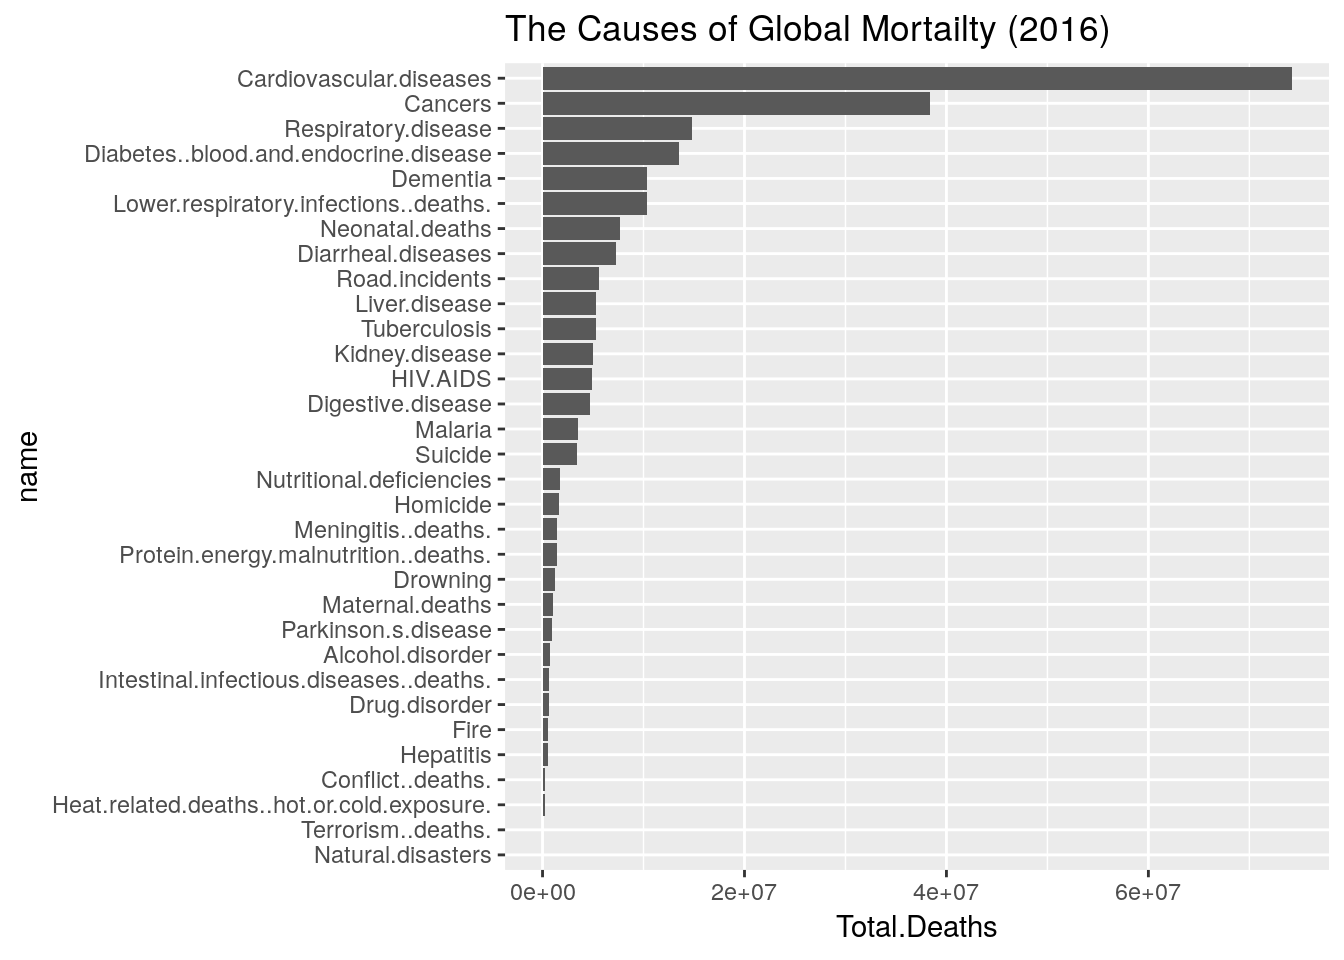 The Causes of Global Mortailty (2016)
Cardiovascular.diseases
Cancers
Respiratory.disease
Diabetes..blood.and.endocrine.disease
Dementia
Lower.respiratory.infections..deaths.
Neonatal.deaths
Diarrheal.diseases
Road.incidents
Liver.disease
Tuberculosis
Kidney.disease
HIV.AIDS
Digestive.disease
Malaria
Suicide
Nutritional.deficiencies
Homicide
Meningitis..deaths.
Protein.energy.malnutrition..deaths.
Drowning
Maternal.deaths
Parkinson.s.disease
Alcohol.disorder
Intestinal.infectious.diseases..deaths.
Drug.disorder
Fire
Hepatitis
Conflict..deaths.
Heat.related.deaths..hot.or.cold.exposure.
Terrorism..deaths.
Natural.disasters
name
0e+00 2e+07 4e+07 6e+07
Total.Deaths